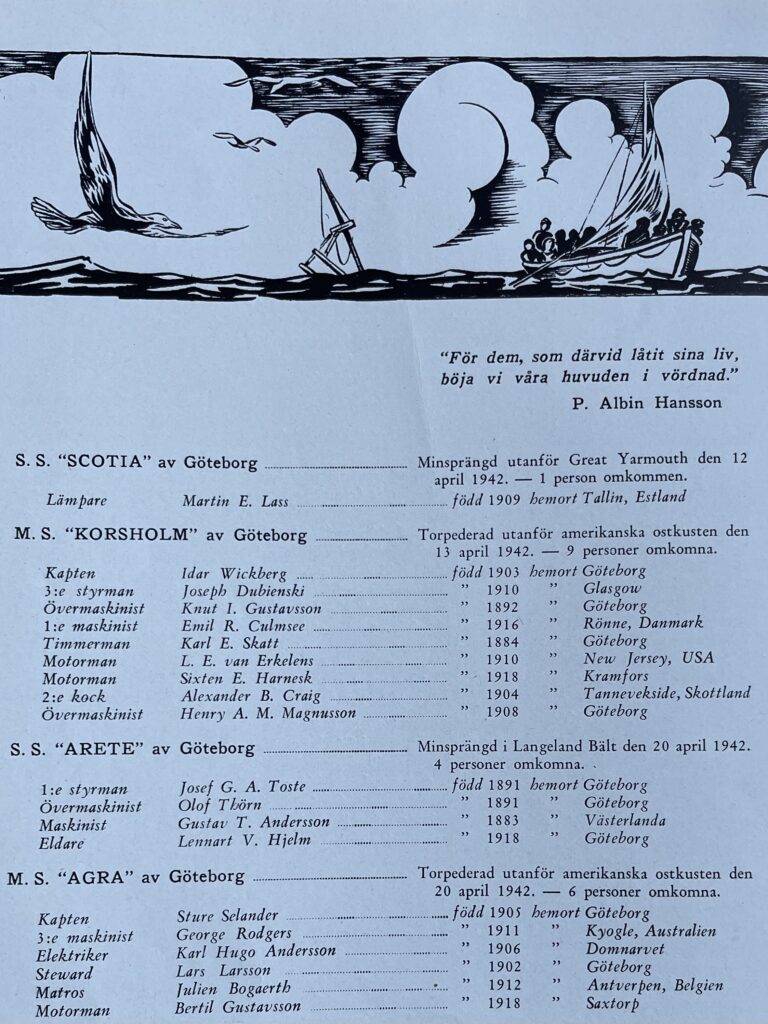 “För dem, som därvid låtit sina liv,
böja vi våra huvuden i vördnad.”
P. Albin Hansson
S. S. “SCOTIA” av Göteborg ........ Minsprängd utanför Great Yarmouth den 12
april 1942. — 1 person omkommen.
Lämpare Martin E. Lass ........ född 1909 hemort Tallin, Estland
M. S. “KORSHOLM” av Göteborg ........ Torpederad utanför amerikanska ostkusten den
13 april 1942. — 9 personer omkomna.
Kapten Idar Wickberg ........ född 1903 hemort Göteborg
3:e styrman Joseph Dubienski ........ ” 1910 ” Glasgow
Övermaskinist Knut I. Gustavsson ........ ” 1892 ” Göteborg
1:e maskinist Emil R. Culmsee ........ ” 1916 ” Rönne, Danmark
Timmerman Karl E. Skatt ........ ” 1884 ” Göteborg
Motorman L. E. van Erkelens ........ ” 1910 ” New Jersey, USA
Motorman Sixten E. Harnesk ........ ” 1918 ” Kramfors
2:e kock Alexander B. Craig ........ ” 1904 ” Tannevekside, Skottland
Övermaskinist Henry A. M. Magnusson ........ ” 1908 ” Göteborg
S. S. “ARETE” av Göteborg ........ Minsprängd i Langeland Bält den 20 april 1942.
4 personer omkomna.
1:e styrman Josef G. A. Toste ........ född 1891 hemort Göteborg
Övermaskinist Olof Thörn ........ ” 1891 ” Göteborg
Maskinist Gustav T. Andersson ........ ” 1883 ” Västerlanda
Eldare Lennart V. Hjelm ........ ” 1918 ” Göteborg
M. S. “AGRA” av Göteborg ........ Torpederad utanför amerikanska ostkusten den
20 april 1942. — 6 personer omkomna.
Kapten Sture Selander ........ född 1905 hemort Göteborg
3:e maskinist George Rodgers ........ ” 1911 ” Kyogle, Australien
Elektriker Karl Hugo Andersson ........ ” 1906 ” Domnarvet
Steward Lars Larsson ........ ” 1902 ” Göteborg
Matros Julien Bogaerth ........ ” 1912 ” Antverpen, Belgien
Motorman Bertil Gustavsson ........ ” 1918 ” Saxtorp